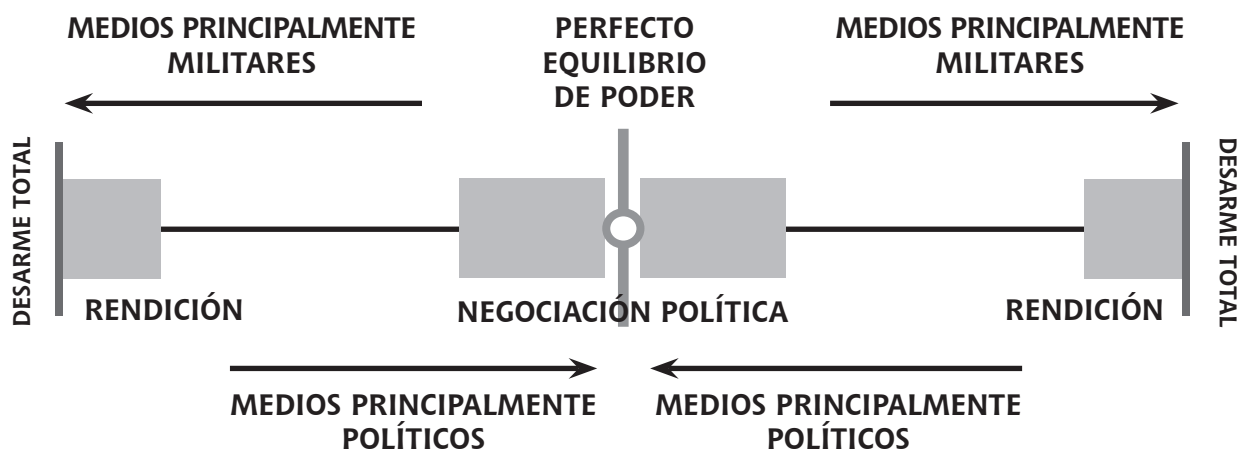 MEDIOS PRINCIPALMENTE
MILITARES
PERFECTO
EQUILIBRIO
DE PODER
MEDIOS PRINCIPALMENTE
MILITARES
DESARME TOTAL
DESARME TOTAL
RENDICIÓN
NEGOCIACIÓN POLÍTICA
RENDICIÓN
MEDIOS PRINCIPALMENTE
POLÍTICOS
MEDIOS PRINCIPALMENTE
POLÍTICOS